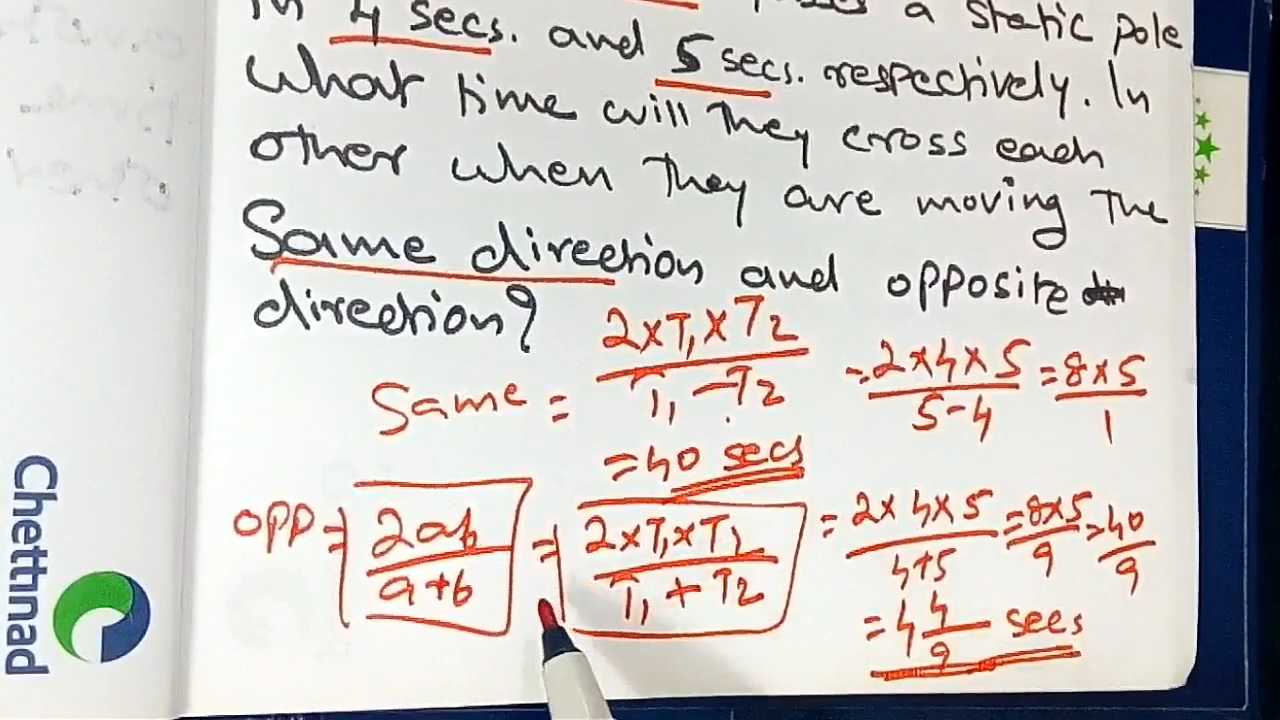 in 4 secs. and 5 secs. respectively. In
a static pole
What time will they cross each
other when they are moving the
Same direction and opposite
direction?
Same = 2×T₁×T₂ / T₁-T₂ = 2×4×5 / 5-4 = 8×5 / 1
= 40 secs
opp = 2ab / a+b = 2×T₁×T₂ / T₁+T₂ = 2×4×5 / 4+5 = 8×5 / 9 = 40 / 9
= 4 4/9 secs
Chettinad